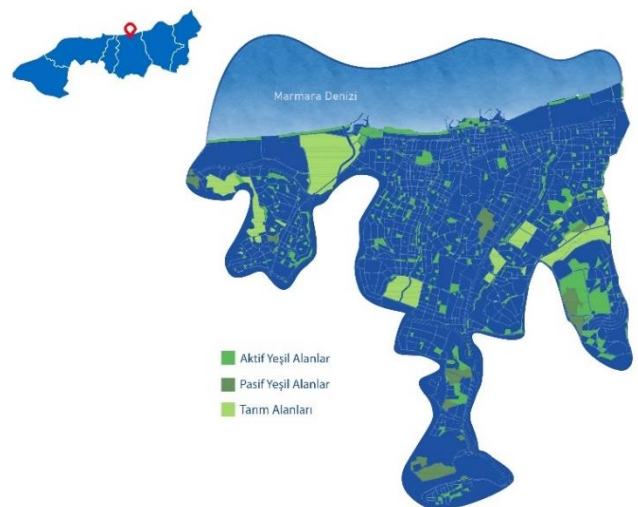 Marmara Denizi
Aktif Yeşil Alanlar
Pasif Yeşil Alanlar
Tarım Alanları